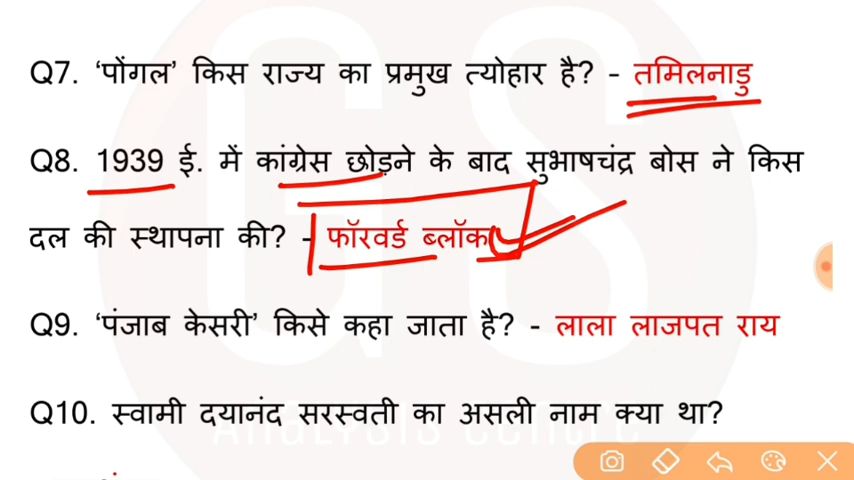 Q7. 'पोंगल' किस राज्य का प्रमुख त्योहार है? - तमिलनाडु
Q8. 1939 ई. में कांग्रेस छोड़ने के बाद सुभाषचंद्र बोस ने किस
दल की स्थापना की? - फॉरवर्ड ब्लॉक
Q9. 'पंजाब केसरी' किसे कहा जाता है? - लाला लाजपत राय
Q10. स्वामी दयानंद सरस्वती का असली नाम क्या था?